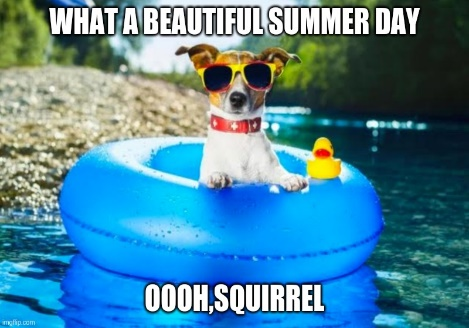 WHAT A BEAUTIFUL SUMMER DAY
OOOH,SQUIRREL
imgflip.com